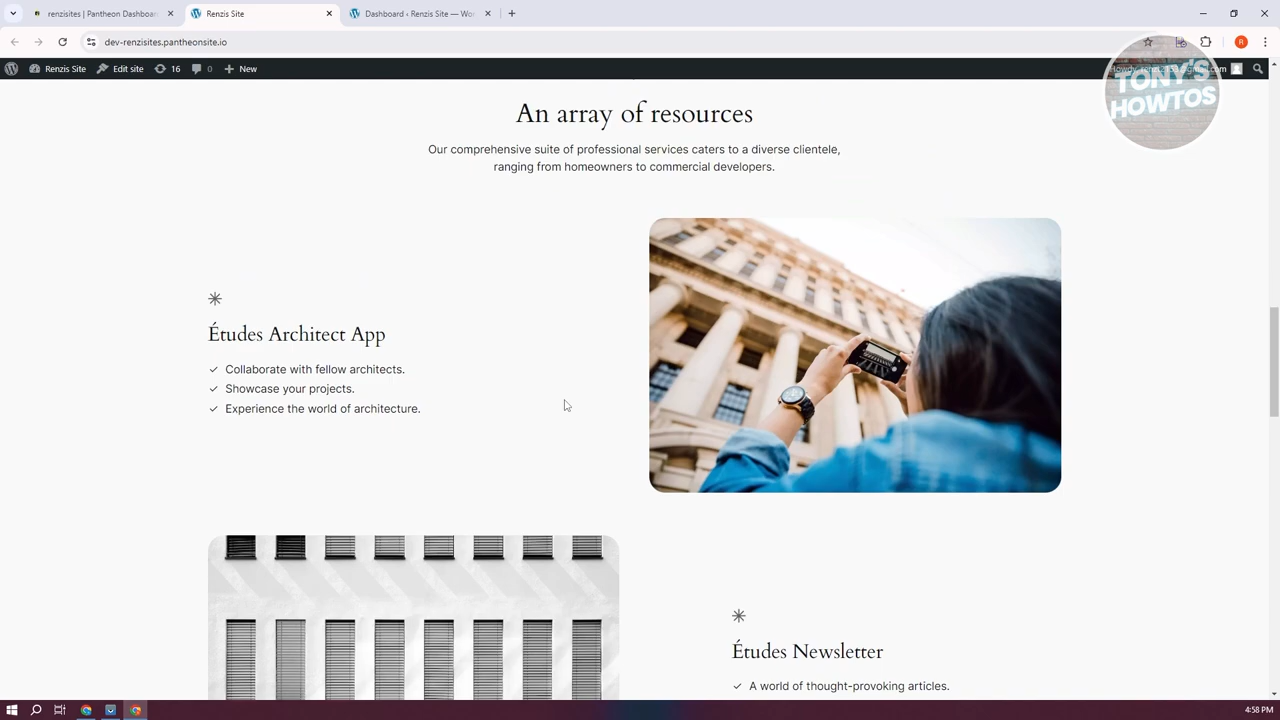 renzisites | Pantheon Dashboar
Renzis Site
Dashboard ‹ Renzis Site — Wor
dev-renzisites.pantheonsite.io
R
Renzis Site
Edit site
16
0
New
TONY'S
HOWTOS
An array of resources
Our comprehensive suite of professional services caters to a diverse clientele,
ranging from homeowners to commercial developers.
Études Architect App
Collaborate with fellow architects.
Showcase your projects.
Experience the world of architecture.
Études Newsletter
A world of thought-provoking articles.
4:58 PM